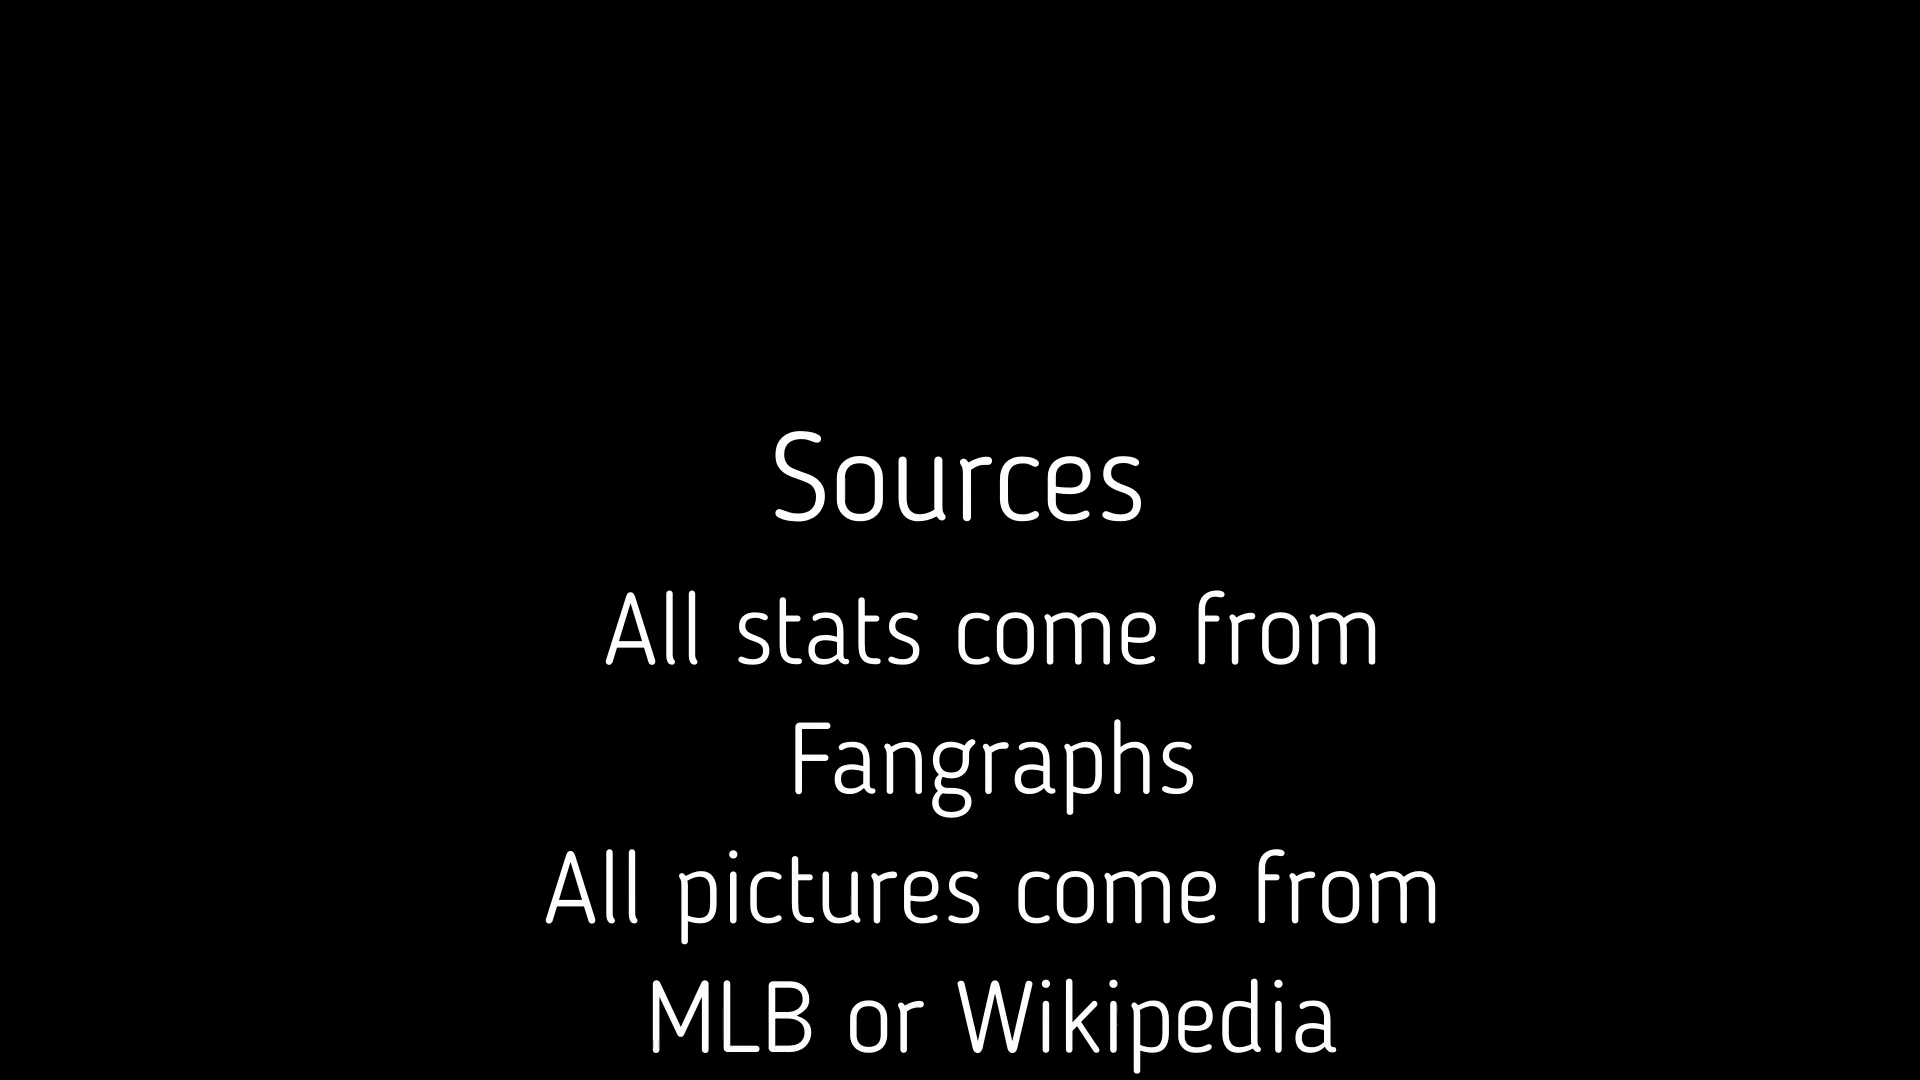 Sources
All stats come from
Fangraphs
All pictures come from
MLB or Wikipedia